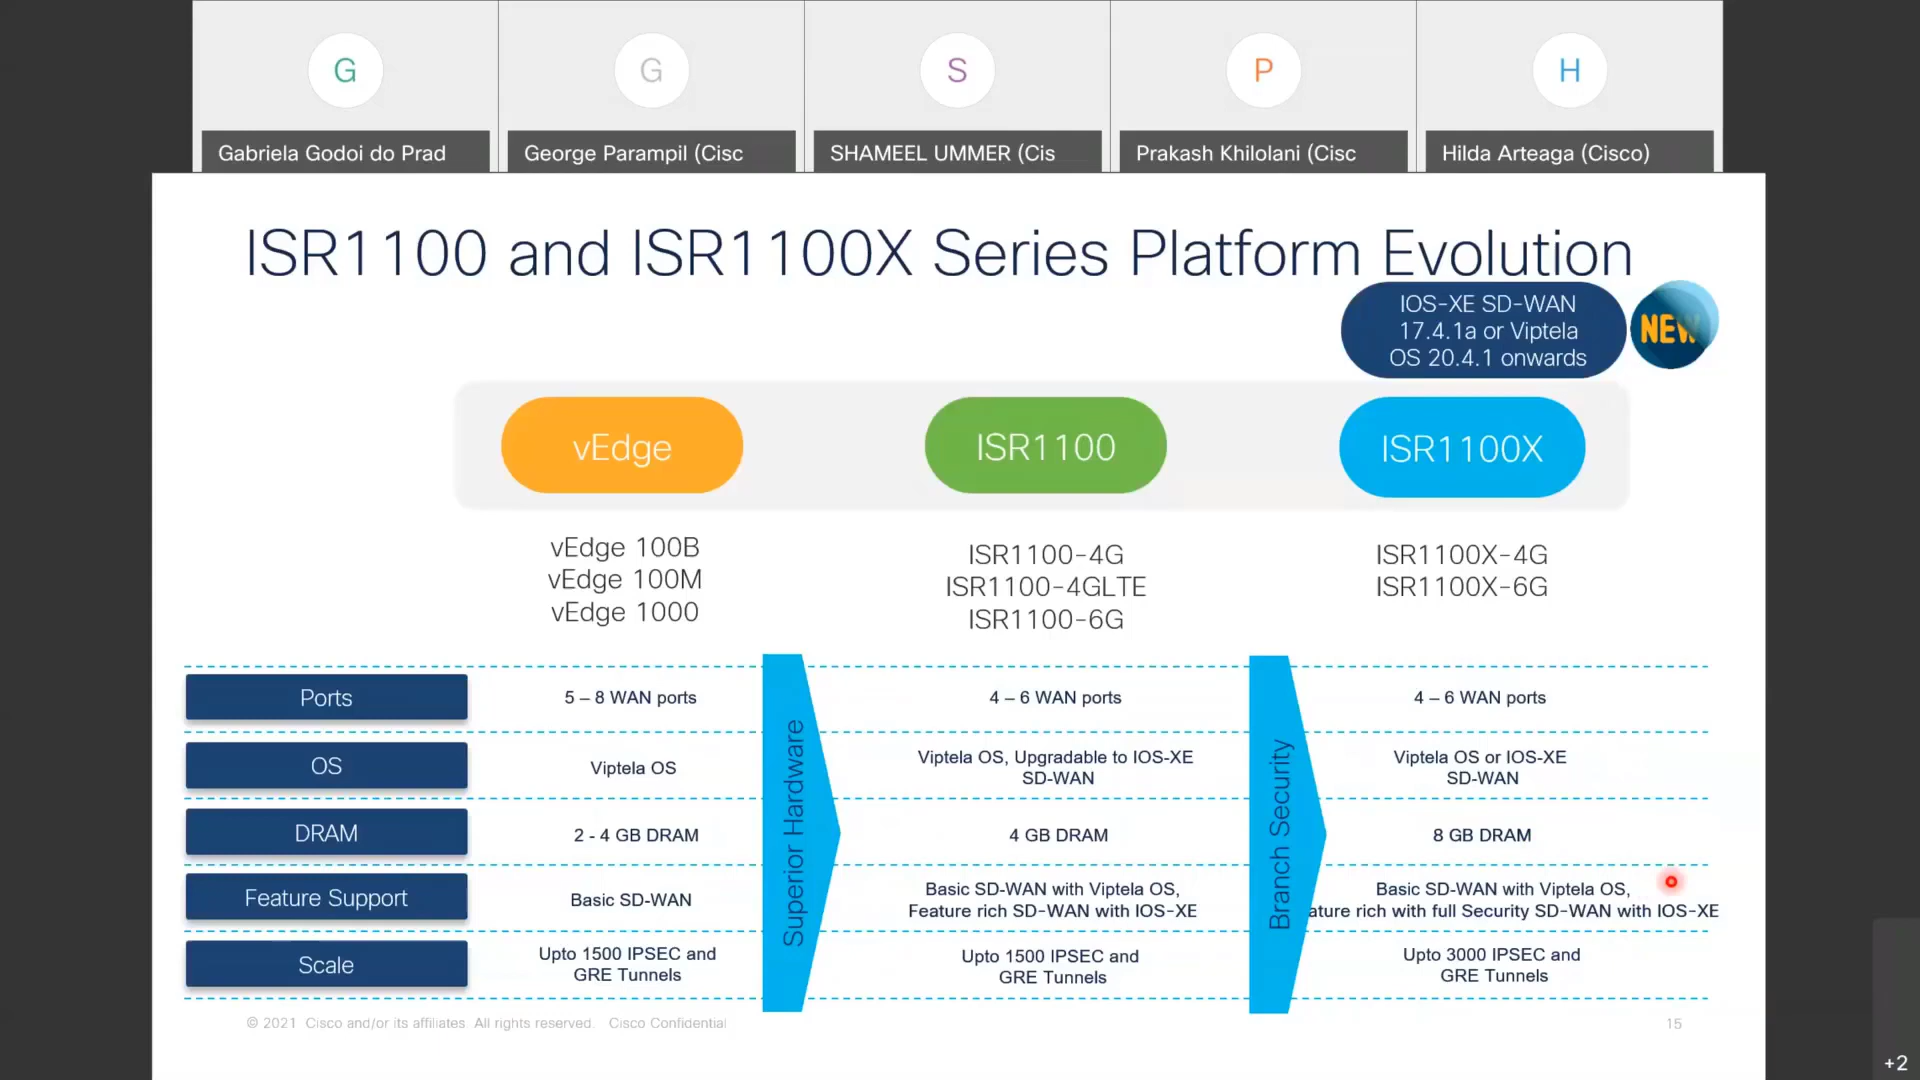 G
G
S
P
H
Gabriela Godoi do Prad
George Parampil (Cisc
SHAMEEL UMMER (Cis
Prakash Khilolani (Cisc
Hilda Arteaga (Cisco)
ISR1100 and ISR1100X Series Platform Evolution
IOS-XE SD-WAN
17.4.1a or Viptela
OS 20.4.1 onwards
NEW
vEdge
ISR1100
ISR1100X
vEdge 100B
vEdge 100M
vEdge 1000
ISR1100-4G
ISR1100-4GLTE
ISR1100-6G
ISR1100X-4G
ISR1100X-6G
Superior Hardware
Branch Security
Ports
5 – 8 WAN ports
4 – 6 WAN ports
4 – 6 WAN ports
OS
Viptela OS
Viptela OS, Upgradable to IOS-XE
SD-WAN
Viptela OS or IOS-XE
SD-WAN
DRAM
2 - 4 GB DRAM
4 GB DRAM
8 GB DRAM
Feature Support
Basic SD-WAN
Basic SD-WAN with Viptela OS,
Feature rich SD-WAN with IOS-XE
Basic SD-WAN with Viptela OS,
ature rich with full Security SD-WAN with IOS-XE
Scale
Upto 1500 IPSEC and
GRE Tunnels
Upto 1500 IPSEC and
GRE Tunnels
Upto 3000 IPSEC and
GRE Tunnels
© 2021 Cisco and/or its affiliates. All rights reserved. Cisco Confidential
15
+2